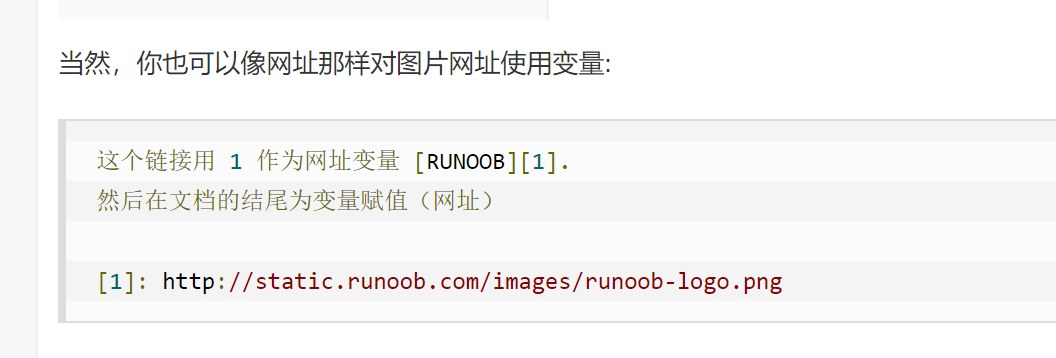 当然，你也可以像网址那样对图片网址使用变量:
这个链接用 1 作为网址变量 [RUNOOB][1].
然后在文档的结尾为变量赋值（网址）
[1]: http://static.runoob.com/images/runoob-logo.png